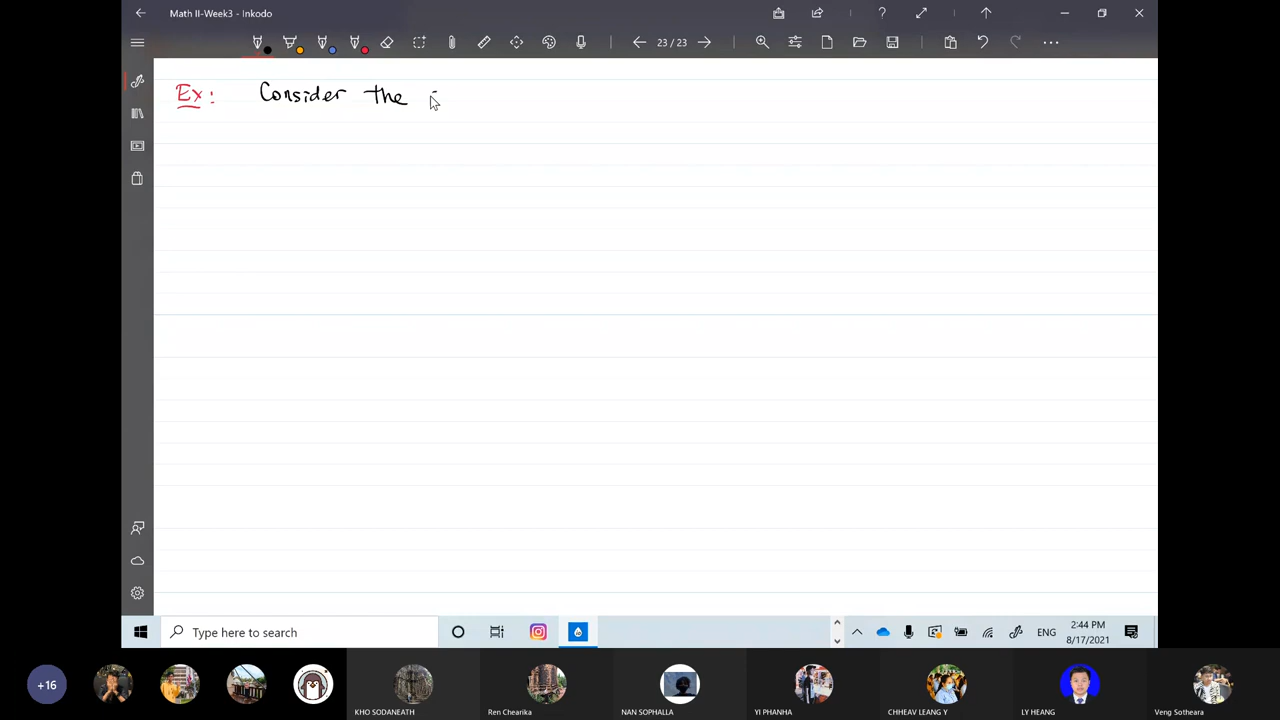 Math II-Week3 - Inkodo
23 / 23
Ex: Consider the
Type here to search
ENG
2:44 PM
8/17/2021
+16
KHO SODANEATH
Ren Chearika
NAN SOPHALLA
YI PHANHA
CHHEAV LEANG Y
LY HEANG
Veng Sotheara